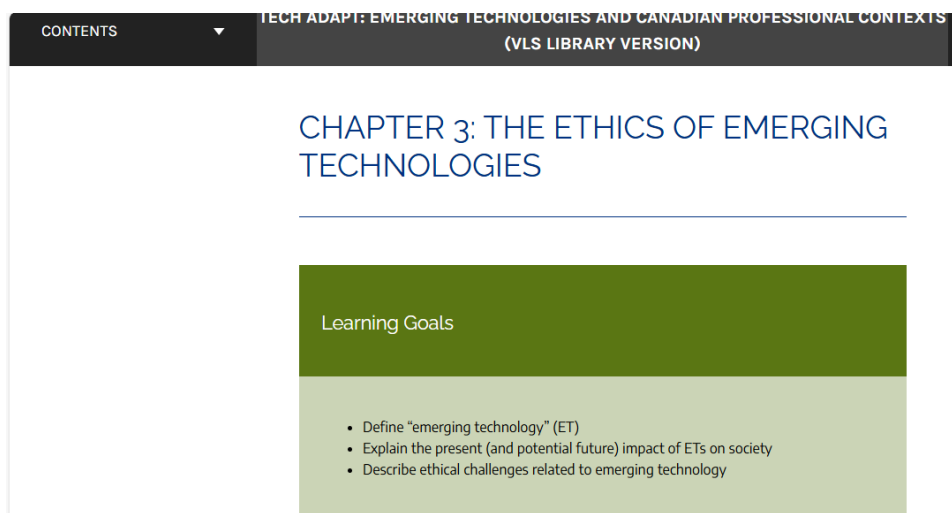 CONTENTS
TECH ADAPT: EMERGING TECHNOLOGIES AND CANADIAN PROFESSIONAL CONTEXTS
(VLS LIBRARY VERSION)
CHAPTER 3: THE ETHICS OF EMERGING
TECHNOLOGIES
Learning Goals
• Define “emerging technology” (ET)
• Explain the present (and potential future) impact of ETs on society
• Describe ethical challenges related to emerging technology